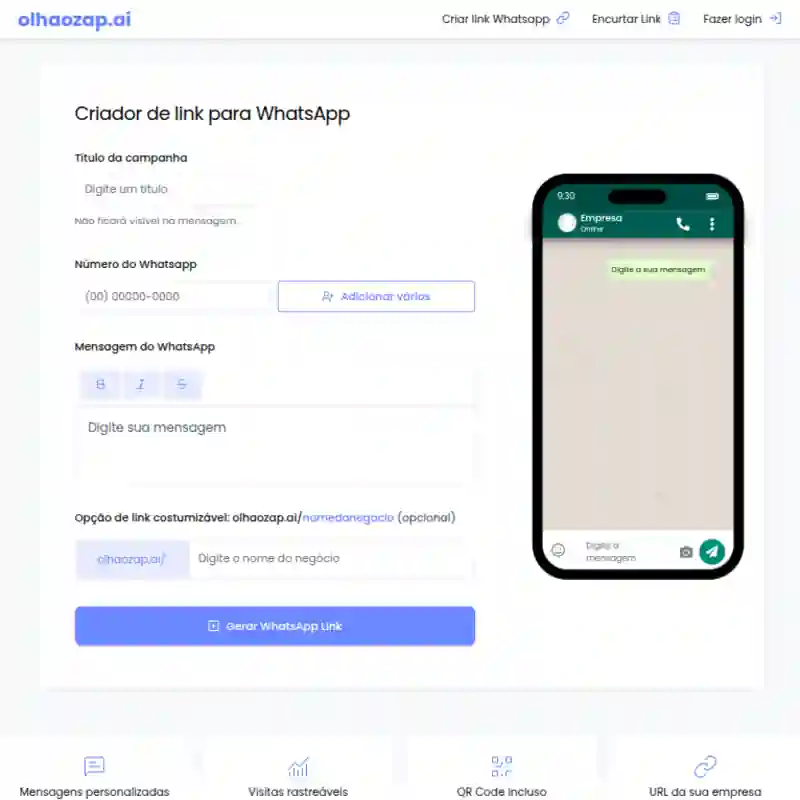 olhaozap.ai
Criar link Whatsapp
Encurtar Link
Fazer login
Criador de link para WhatsApp
Título da campanha
Digite um título
Não ficará visível na mensagem.
Número do Whatsapp
(00) 00000-0000
Adicionar vários
Mensagem do WhatsApp
B I S
Digite sua mensagem
Opção de link costumizável: olhaozap.ai/nomedonegocio (opcional)
olhaozap.ai/
Digite o nome do negócio
Gerar WhatsApp Link
9:30
Empresa
Online
Digite a sua mensagem
Digite a
mensagem
Mensagens personalizadas
Visitas rastreáveis
QR Code incluso
URL da sua empresa